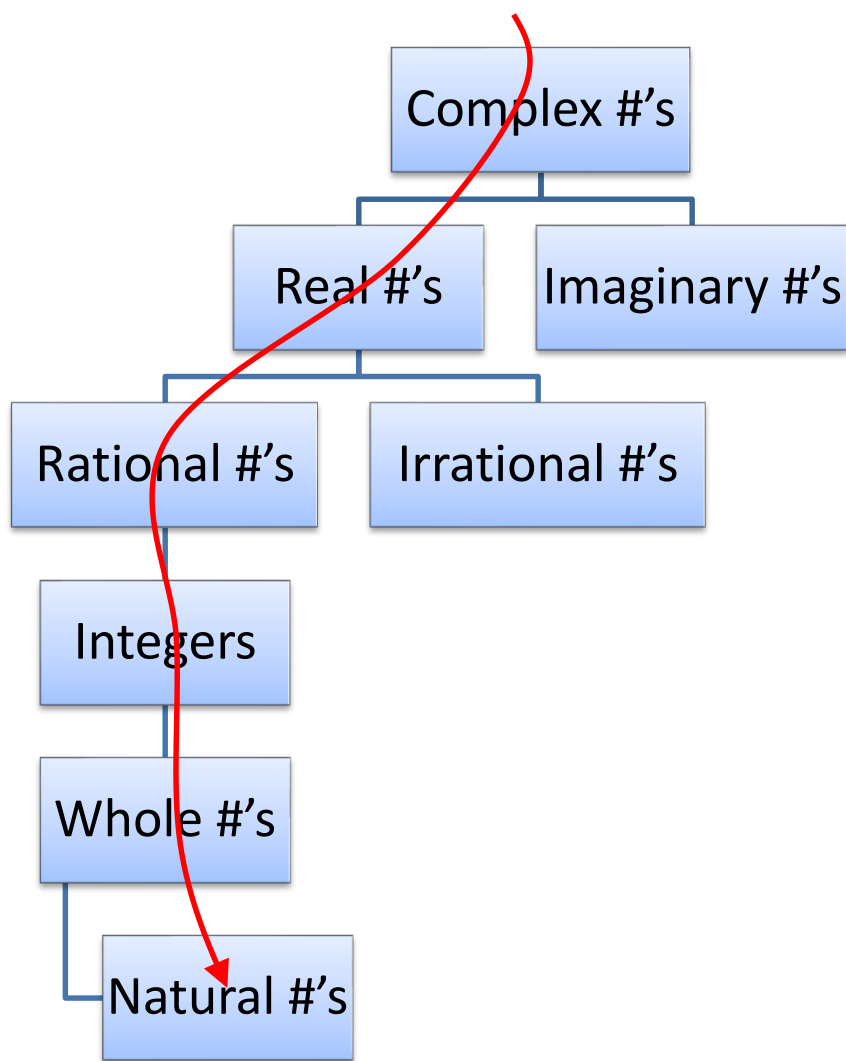 Complex #’s
Real #’s
Imaginary #’s
Rational #’s
Irrational #’s
Integers
Whole #’s
Natural #’s